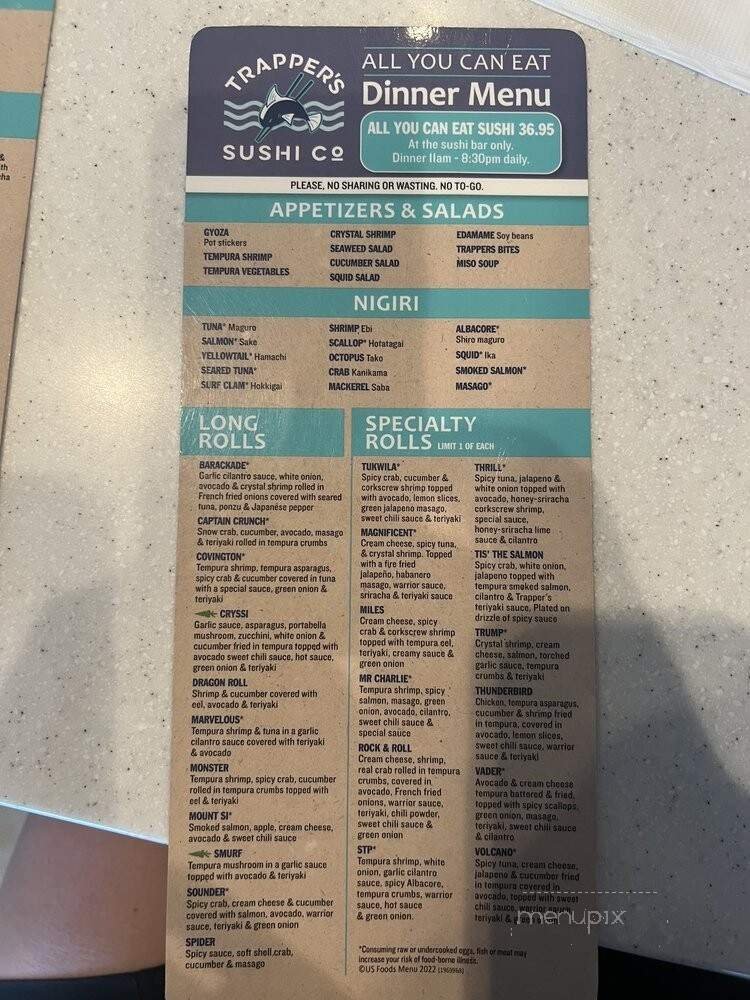 &
th
cha
TRAPPER'S
SUSHI Co
ALL YOU CAN EAT
Dinner Menu
ALL YOU CAN EAT SUSHI 36.95
At the sushi bar only.
Dinner 11am - 8:30pm daily.
PLEASE, NO SHARING OR WASTING. NO TO-GO.
APPETIZERS & SALADS
GYOZA
Pot stickers
TEMPURA SHRIMP
TEMPURA VEGETABLES
CRYSTAL SHRIMP
SEAWEED SALAD
CUCUMBER SALAD
SQUID SALAD
EDAMAME Soy beans
TRAPPERS BITES
MISO SOUP
NIGIRI
TUNA* Maguro
SALMON* Sake
YELLOWTAIL* Hamachi
SEARED TUNA*
SURF CLAM* Hokkigai
SHRIMP Ebi
SCALLOP* Hotatagai
OCTOPUS Tako
CRAB Kanikama
MACKEREL Saba
ALBACORE*
Shiro maguro
SQUID* Ika
SMOKED SALMON*
MASAGO*
LONG
ROLLS
BARACKADE*
Garlic cilantro sauce, white onion,
avocado & crystal shrimp rolled in
French fried onions covered with seared
tuna, ponzu & Japanese pepper
CAPTAIN CRUNCH*
Snow crab, cucumber, avocado, masago
& teriyaki rolled in tempura crumbs
COVINGTON*
Tempura shrimp, tempura asparagus,
spicy crab & cucumber covered in tuna
with a special sauce, green onion &
teriyaki
CRYSSI
Garlic sauce, asparagus, portabella
mushroom, zucchini, white onion &
cucumber fried in tempura topped with
avocado sweet chili sauce, hot sauce,
green onion & teriyaki
DRAGON ROLL
Shrimp & cucumber covered with
eel, avocado & teriyaki
MARVELOUS*
Tempura shrimp & tuna in a garlic
cilantro sauce covered with teriyaki
& avocado
MONSTER
Tempura shrimp, spicy crab, cucumber
rolled in tempura crumbs topped with
eel & teriyaki
MOUNT SI*
Smoked salmon, apple, cream cheese,
avocado & sweet chili sauce
SMURF
Tempura mushroom in a garlic sauce
topped with avocado & teriyaki
SOUNDER*
Spicy crab, cream cheese & cucumber
covered with salmon, avocado, warrior
sauce, teriyaki & green onion
SPIDER
Spicy sauce, soft shell crab,
cucumber & masago
SPECIALTY
ROLLS LIMIT 1 OF EACH
TUKWILA*
Spicy crab, cucumber &
corkscrew shrimp topped
with avocado, lemon slices,
green jalapeno masago,
sweet chili sauce & teriyaki
MAGNIFICENT*
Cream cheese, spicy tuna,
& crystal shrimp. Topped
with a fire fried
jalapeño, habanero
masago, warrior sauce,
sriracha & teriyaki sauce
MILES
Cream cheese, spicy
crab & corkscrew shrimp
topped with tempura eel,
teriyaki, creamy sauce &
green onion
MR CHARLIE*
Tempura shrimp, spicy
salmon, masago, green
onion, avocado, cilantro,
sweet chili sauce &
special sauce
ROCK & ROLL
Cream cheese, shrimp,
real crab rolled in tempura
crumbs, covered in
avocado, French fried
onions, warrior sauce,
teriyaki, chili powder,
sweet chili sauce &
green onion
STP*
Tempura shrimp, white
onion, garlic cilantro
sauce, spicy Albacore,
tempura crumbs, warrior
sauce, hot sauce
& green onion.
THRILL*
Spicy tuna, jalapeno &
white onion topped with
avocado, honey-sriracha
corkscrew shrimp,
special sauce,
honey-sriracha lime
sauce & cilantro
TIS' THE SALMON
Spicy crab, white onion,
jalapeno topped with
tempura smoked salmon,
cilantro & Trapper's
teriyaki sauce, Plated on
drizzle of spicy sauce
TRUMP*
Crystal shrimp, cream
cheese, salmon, torched
garlic sauce, tempura
crumbs & teriyaki
THUNDERBIRD
Chicken, tempura asparagus,
cucumber & shrimp fried
in tempura, covered in
avocado, lemon slices,
sweet chili sauce, warrior
sauce & teriyaki
VADER*
Avocado & cream cheese
tempura battered & fried,
topped with spicy scallops,
green onion, masago,
teriyaki, sweet chili sauce
& cilantro
VOLCANO*
Spicy tuna, cream cheese,
jalapeno & cucumber fried
in tempura covered in
avocado, topped with sweet
chili sauce, warrior sauce,
teriyaki & green onion
*Consuming raw or undercooked eggs, fish or meat may
increase your risk of food-borne illness.
©US Foods Menu 2022 (1969968)
menupix